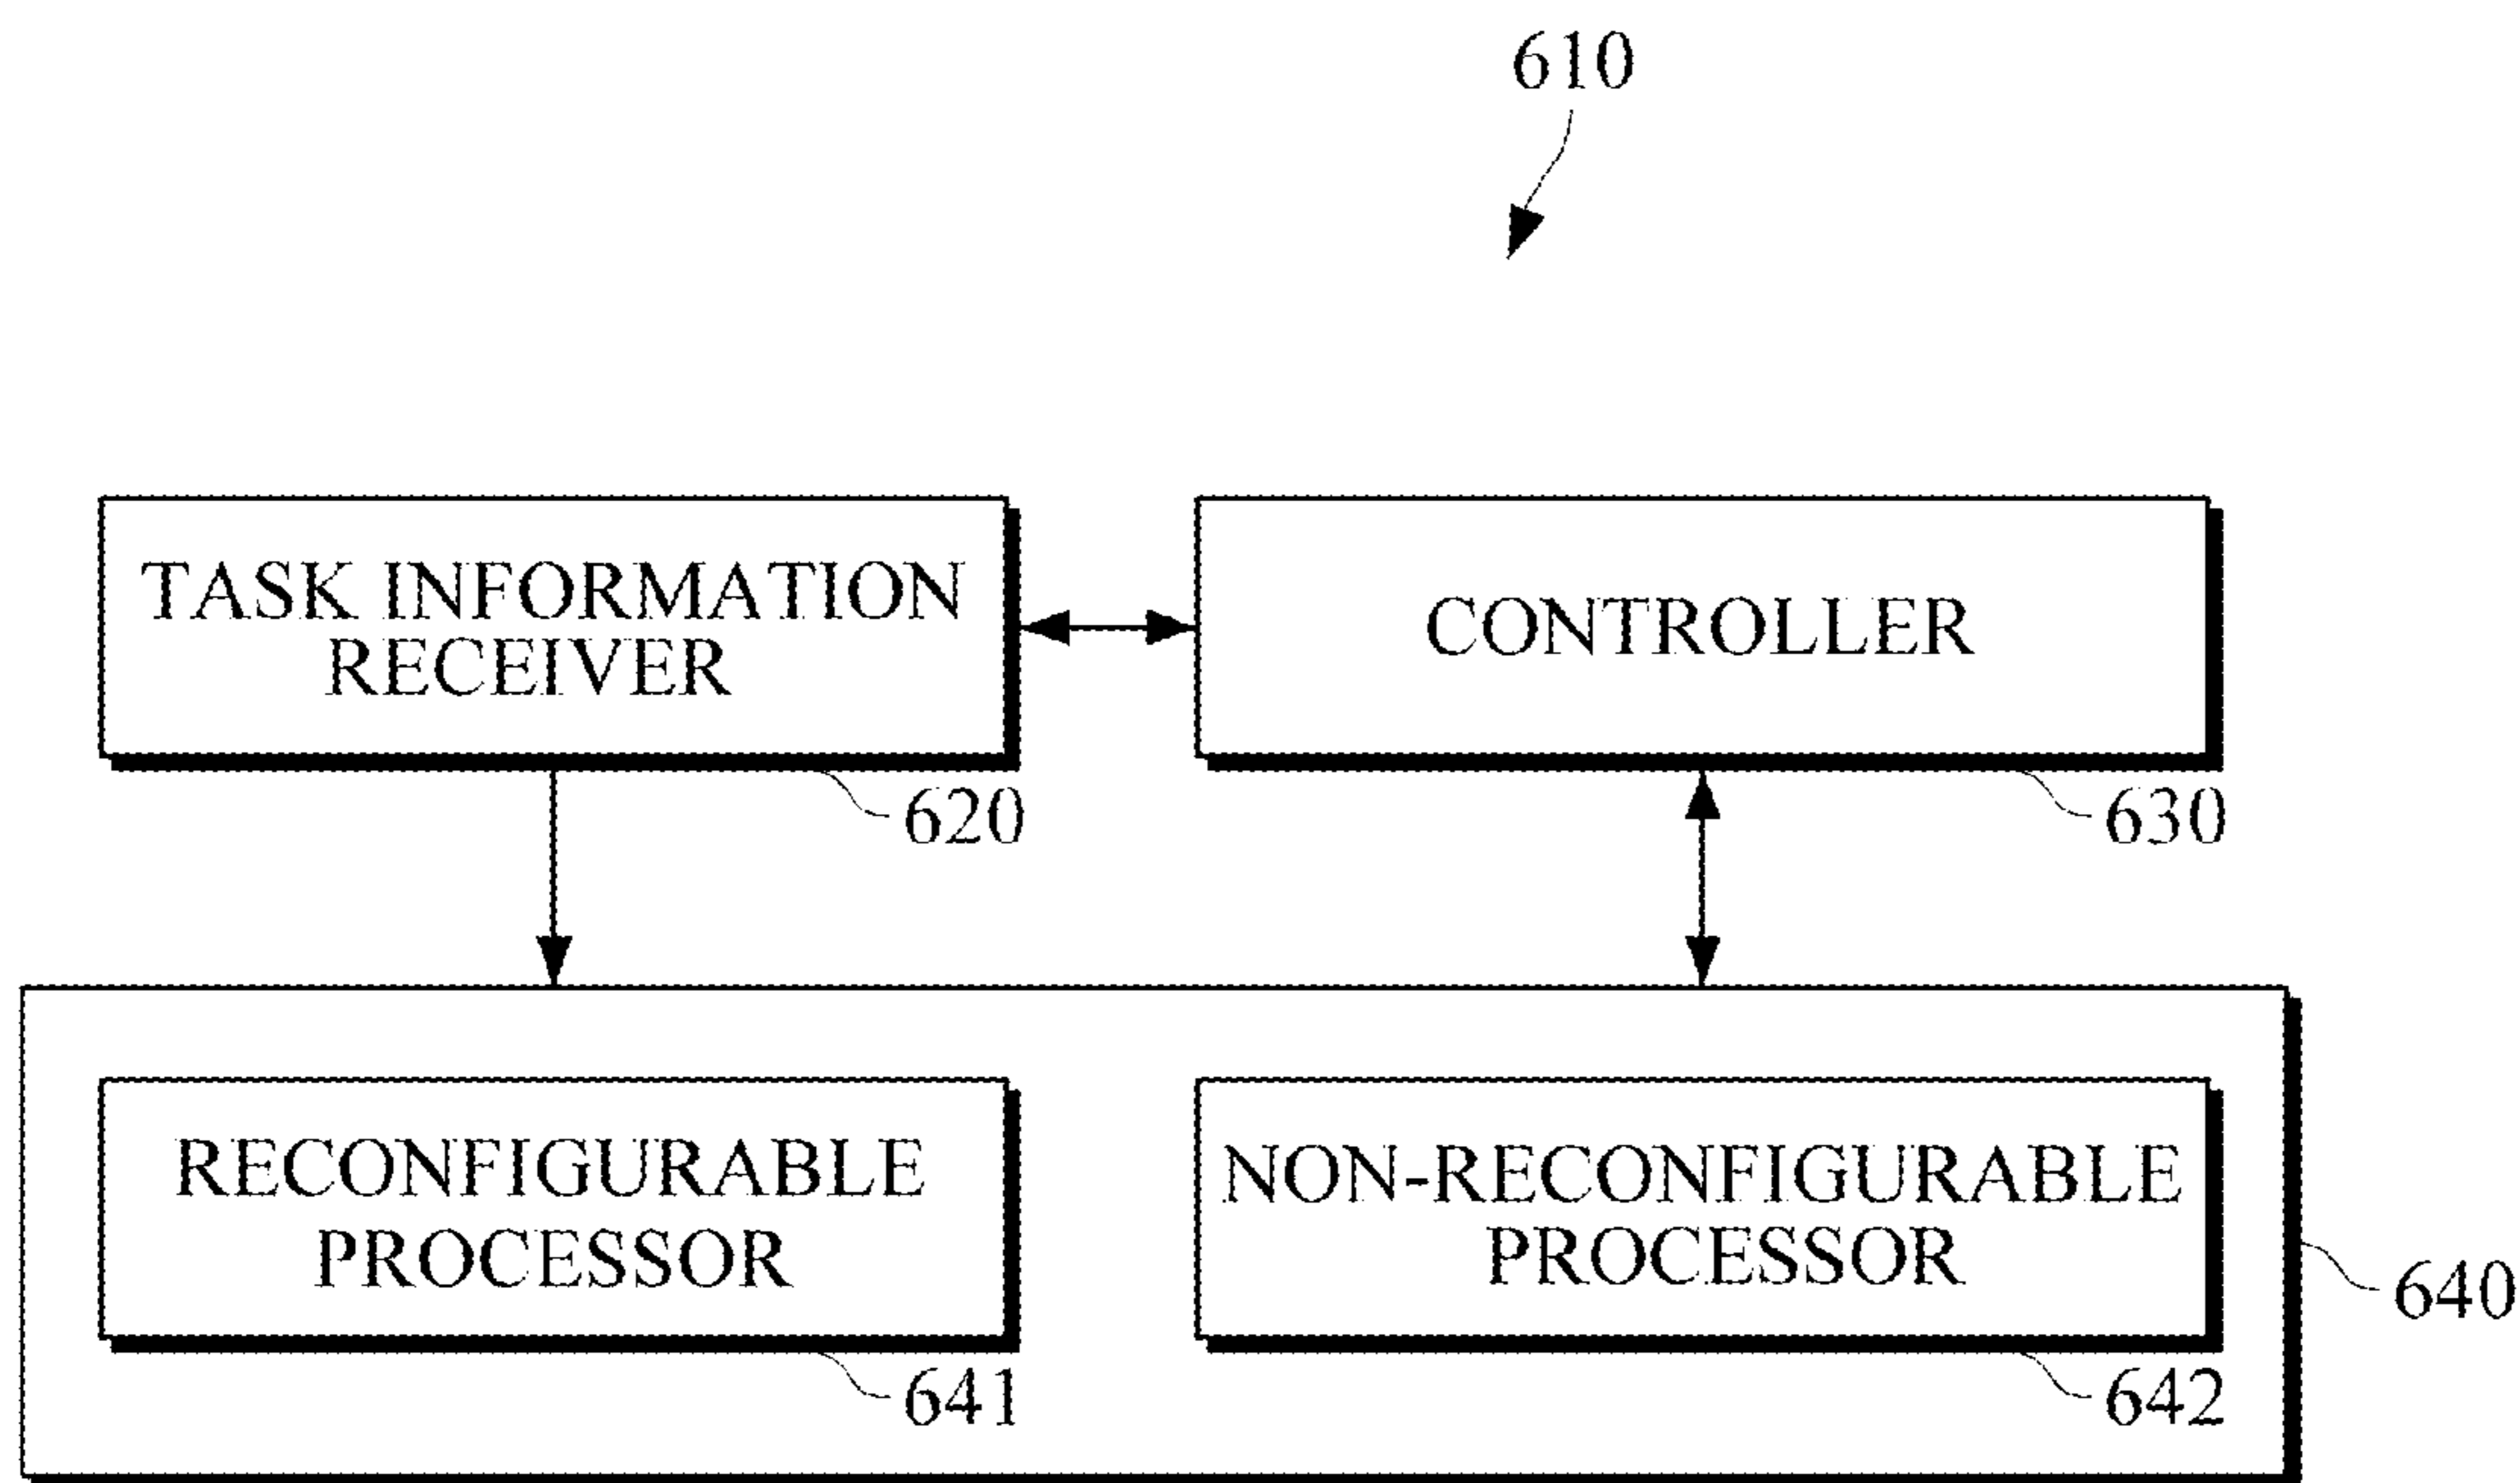 610
TASK INFORMATION
RECEIVER
CONTROLLER
620
630
RECONFIGURABLE
PROCESSOR
NON-RECONFIGURABLE
PROCESSOR
640
641
642